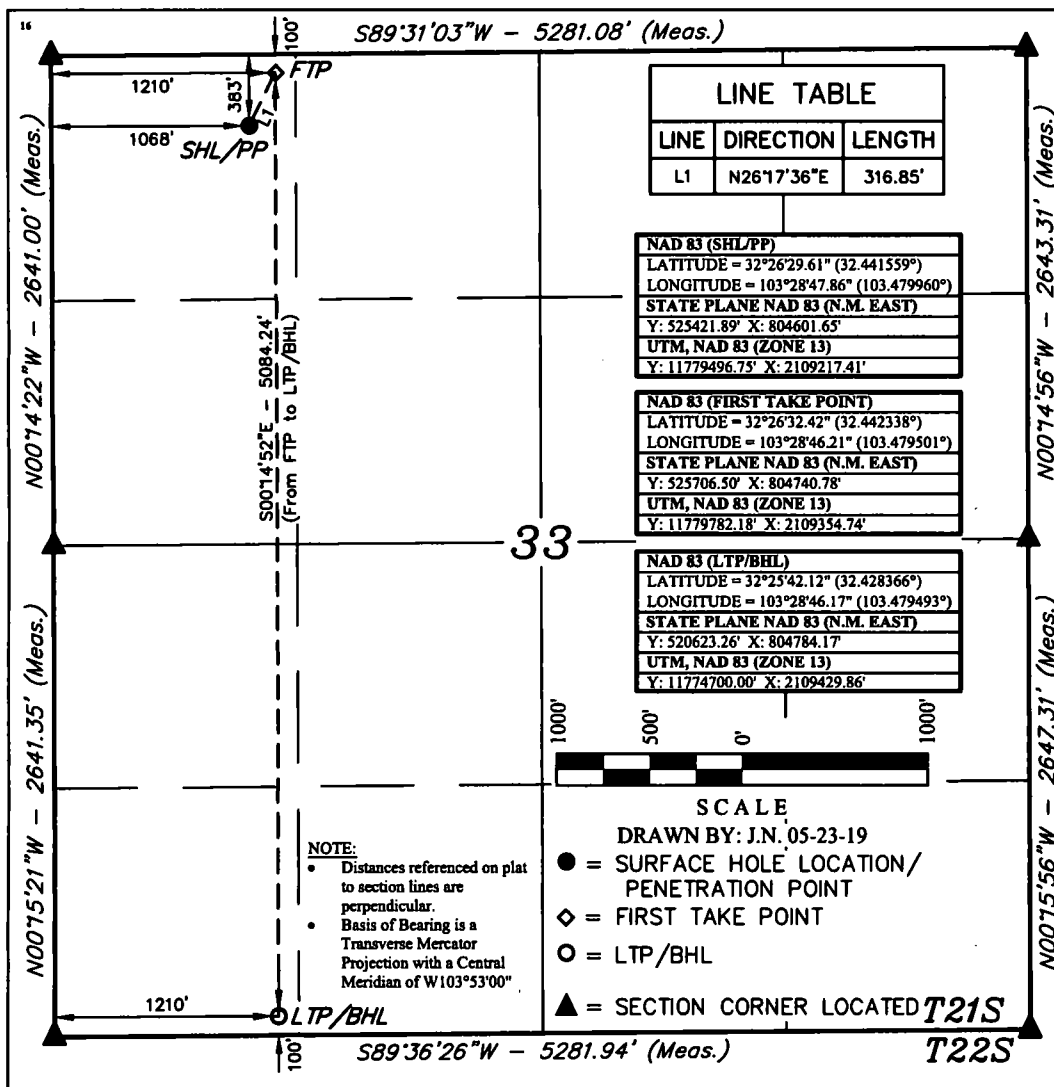 16
S89°31'03"W - 5281.08' (Meas.)
100'
FTP
1210'
383'
L1
1068'
SHL/PP
N00°14'22"W - 2641.00' (Meas.)
N00°15'21"W - 2641.35' (Meas.)
S00°14'52"E - 5084.24'
(From FTP to LTP/BHL)
LINE TABLE
LINE DIRECTION LENGTH
L1 N26°17'36"E 316.85'
NAD 83 (SHL/PP)
LATITUDE = 32°26'29.61" (32.441559°)
LONGITUDE = 103°28'47.86" (103.479960°)
STATE PLANE NAD 83 (N.M. EAST)
Y: 525421.89' X: 804601.65'
UTM, NAD 83 (ZONE 13)
Y: 11779496.75' X: 2109217.41'
NAD 83 (FIRST TAKE POINT)
LATITUDE = 32°26'32.42" (32.442338°)
LONGITUDE = 103°28'46.21" (103.479501°)
STATE PLANE NAD 83 (N.M. EAST)
Y: 525706.50' X: 804740.78'
UTM, NAD 83 (ZONE 13)
Y: 11779782.18' X: 2109354.74'
33
NAD 83 (LTP/BHL)
LATITUDE = 32°25'42.12" (32.428366°)
LONGITUDE = 103°28'46.17" (103.479493°)
STATE PLANE NAD 83 (N.M. EAST)
Y: 520623.26' X: 804784.17'
UTM, NAD 83 (ZONE 13)
Y: 11774700.00' X: 2109429.86'
N00°14'56"W - 2643.31' (Meas.)
N00°15'56"W - 2647.31' (Meas.)
1000' 500' 0' 1000'
SCALE
DRAWN BY: J.N. 05-23-19
● = SURFACE HOLE LOCATION/
PENETRATION POINT
◇ = FIRST TAKE POINT
○ = LTP/BHL
▲ = SECTION CORNER LOCATED
T21S
T22S
NOTE:
• Distances referenced on plat
to section lines are
perpendicular.
• Basis of Bearing is a
Transverse Mercator
Projection with a Central
Meridian of W103°53'00"
1210'
LTP/BHL
100'
S89°36'26"W - 5281.94' (Meas.)